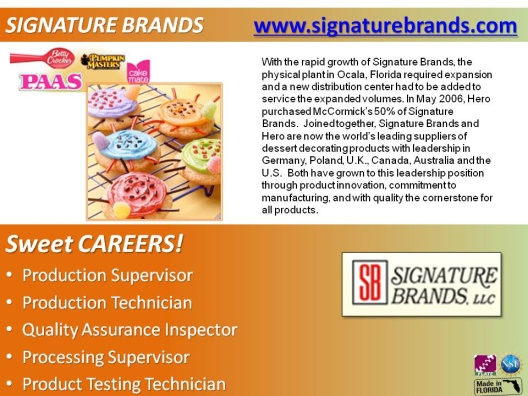 SIGNATURE BRANDS www.signaturebrands.com
Betty
Crocker
PUMPKIN
MASTERS
PAAS
cake
mate
With the rapid growth of Signature Brands, the
physical plant in Ocala, Florida required expansion
and a new distribution center had to be added to
service the expanded volumes. In May 2006, Hero
purchased McCormick's 50% of Signature
Brands. Joined together, Signature Brands and
Hero are now the world's leading suppliers of
dessert decorating products with leadership in
Germany, Poland, U.K., Canada, Australia and the
U.S. Both have grown to this leadership position
through product innovation, commitment to
manufacturing, and with quality the cornerstone for
all products.
Sweet CAREERS!
• Production Supervisor
• Production Technician
• Quality Assurance Inspector
• Processing Supervisor
• Product Testing Technician
SB SIGNATURE
BRANDS, LLC
FLATE
NSF
Made in
FLORIDA